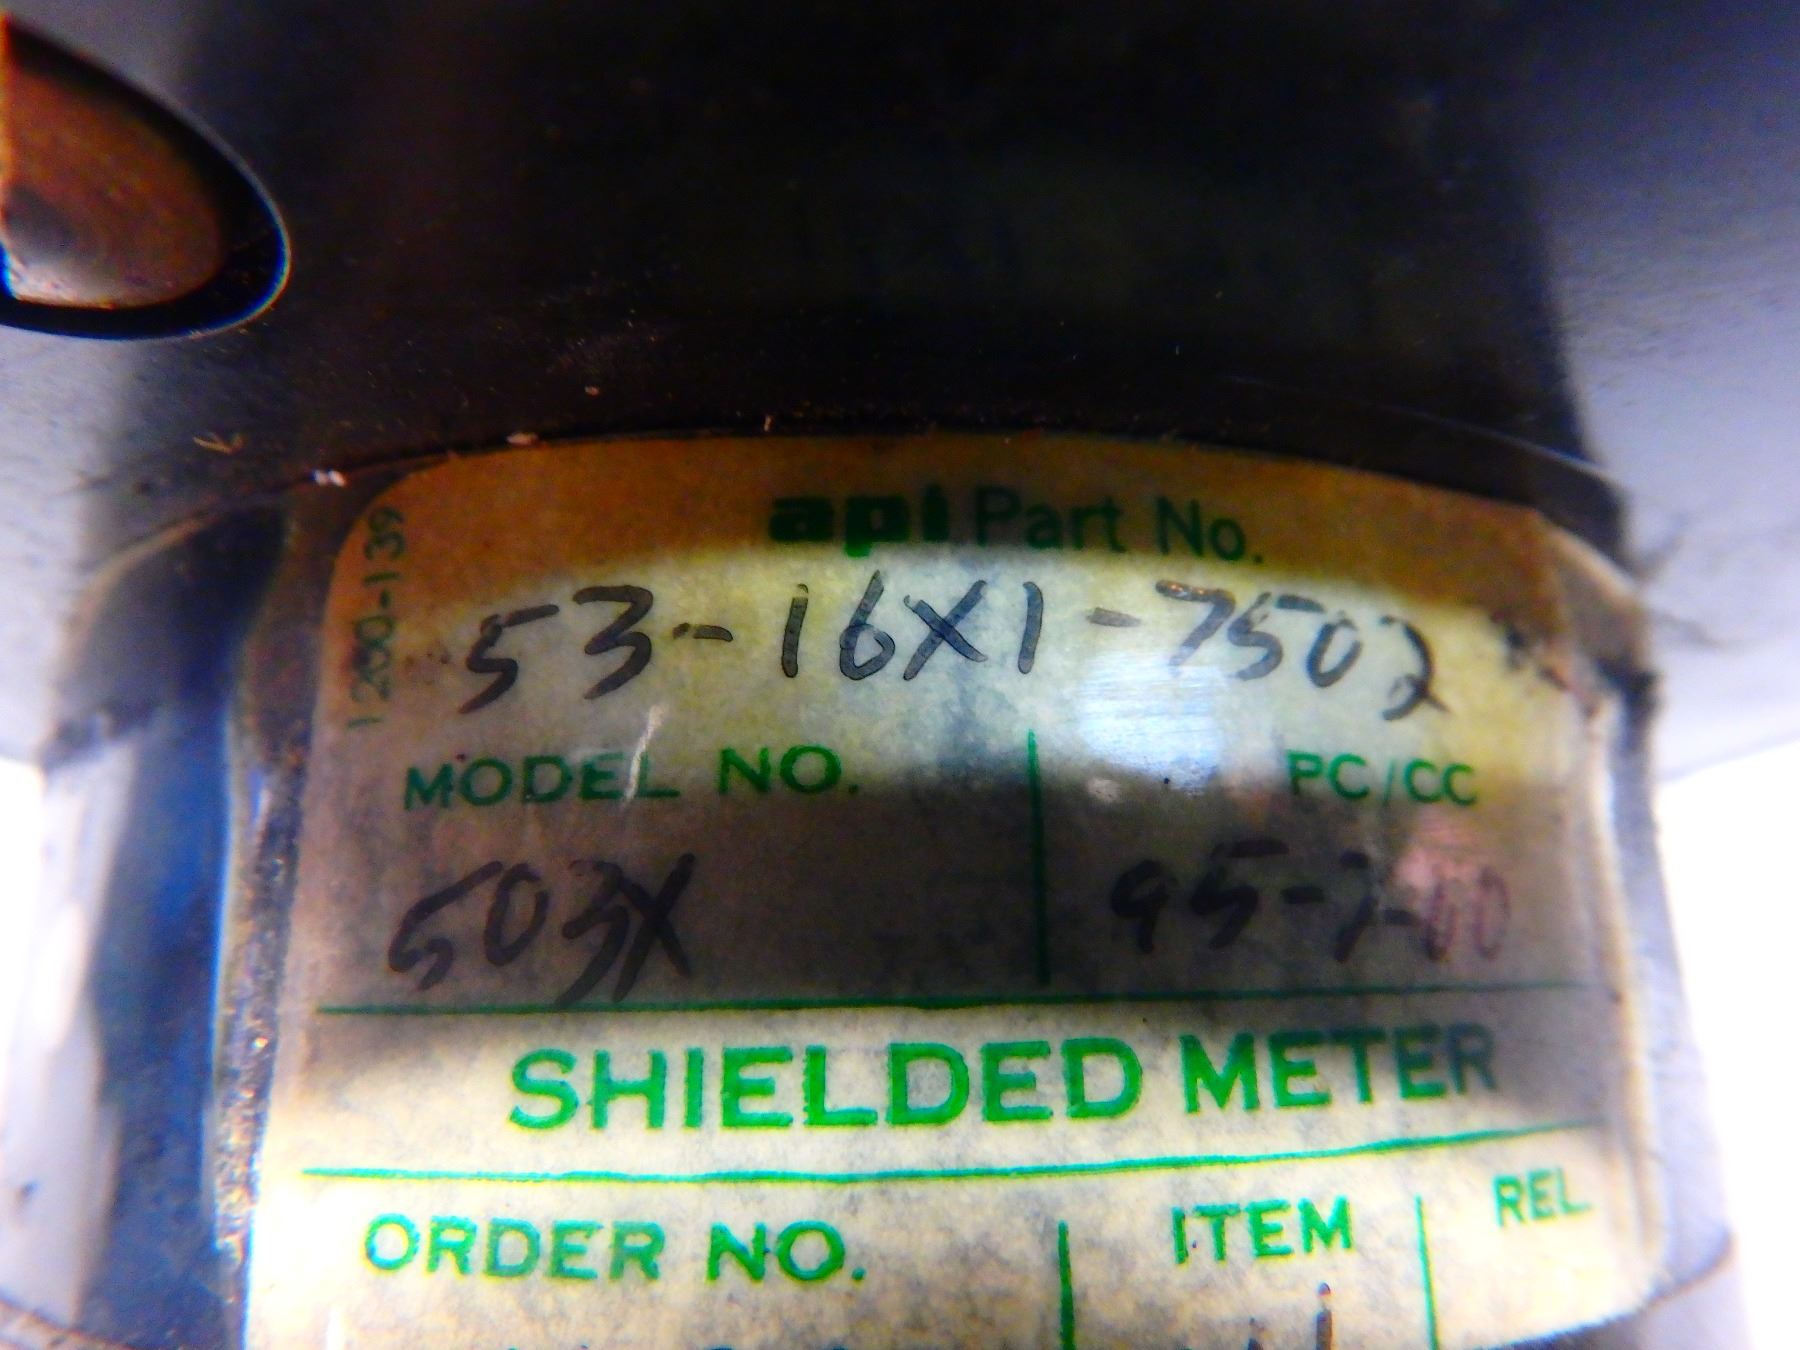 api Part No.
1200-139
53-16X1-7502
MODEL NO. PC/CC
503X 95-7-00
SHIELDED METER
ORDER NO. ITEM REL.